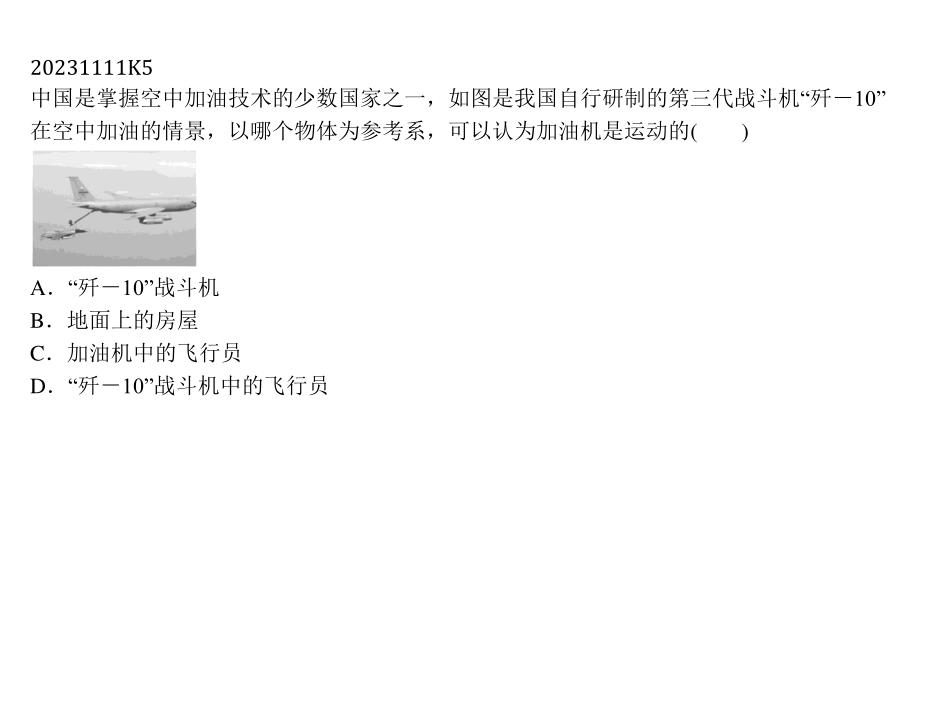 20231111K5
中国是掌握空中加油技术的少数国家之一，如图是我国自行研制的第三代战斗机“歼－10”
在空中加油的情景，以哪个物体为参考系，可以认为加油机是运动的(　　)
A．“歼－10”战斗机
B．地面上的房屋
C．加油机中的飞行员
D．“歼－10”战斗机中的飞行员